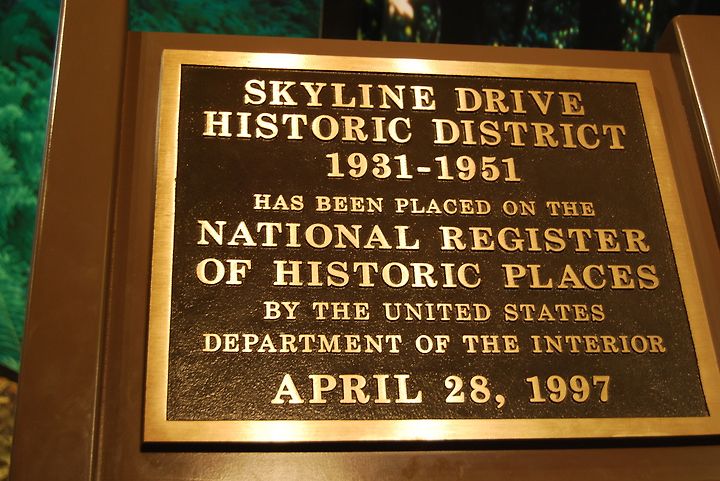 SKYLINE DRIVE
HISTORIC DISTRICT
1931-1951
HAS BEEN PLACED ON THE
NATIONAL REGISTER
OF HISTORIC PLACES
BY THE UNITED STATES
DEPARTMENT OF THE INTERIOR
APRIL 28, 1997